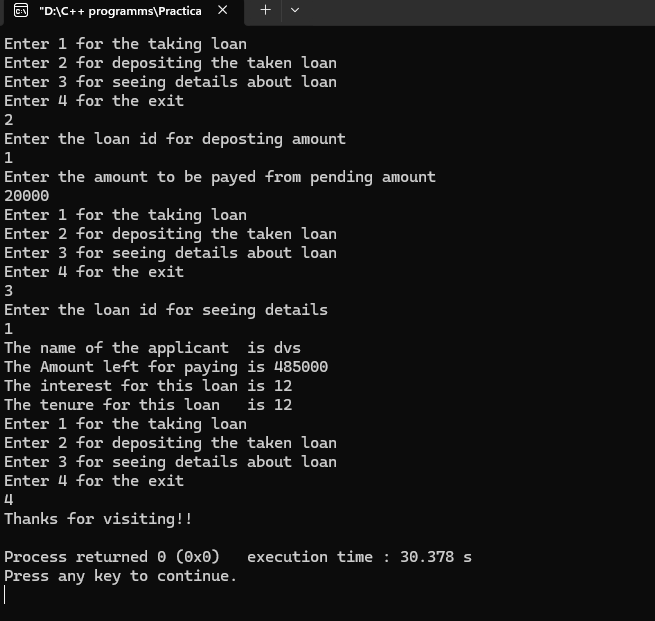 "D:\C++ programms\Practica
Enter 1 for the taking loan
Enter 2 for depositing the taken loan
Enter 3 for seeing details about loan
Enter 4 for the exit
2
Enter the loan id for deposting amount
1
Enter the amount to be payed from pending amount
20000
Enter 1 for the taking loan
Enter 2 for depositing the taken loan
Enter 3 for seeing details about loan
Enter 4 for the exit
3
Enter the loan id for seeing details
1
The name of the applicant  is dvs
The Amount left for paying is 485000
The interest for this loan is 12
The tenure for this loan   is 12
Enter 1 for the taking loan
Enter 2 for depositing the taken loan
Enter 3 for seeing details about loan
Enter 4 for the exit
4
Thanks for visiting!!
Process returned 0 (0x0)   execution time : 30.378 s
Press any key to continue.